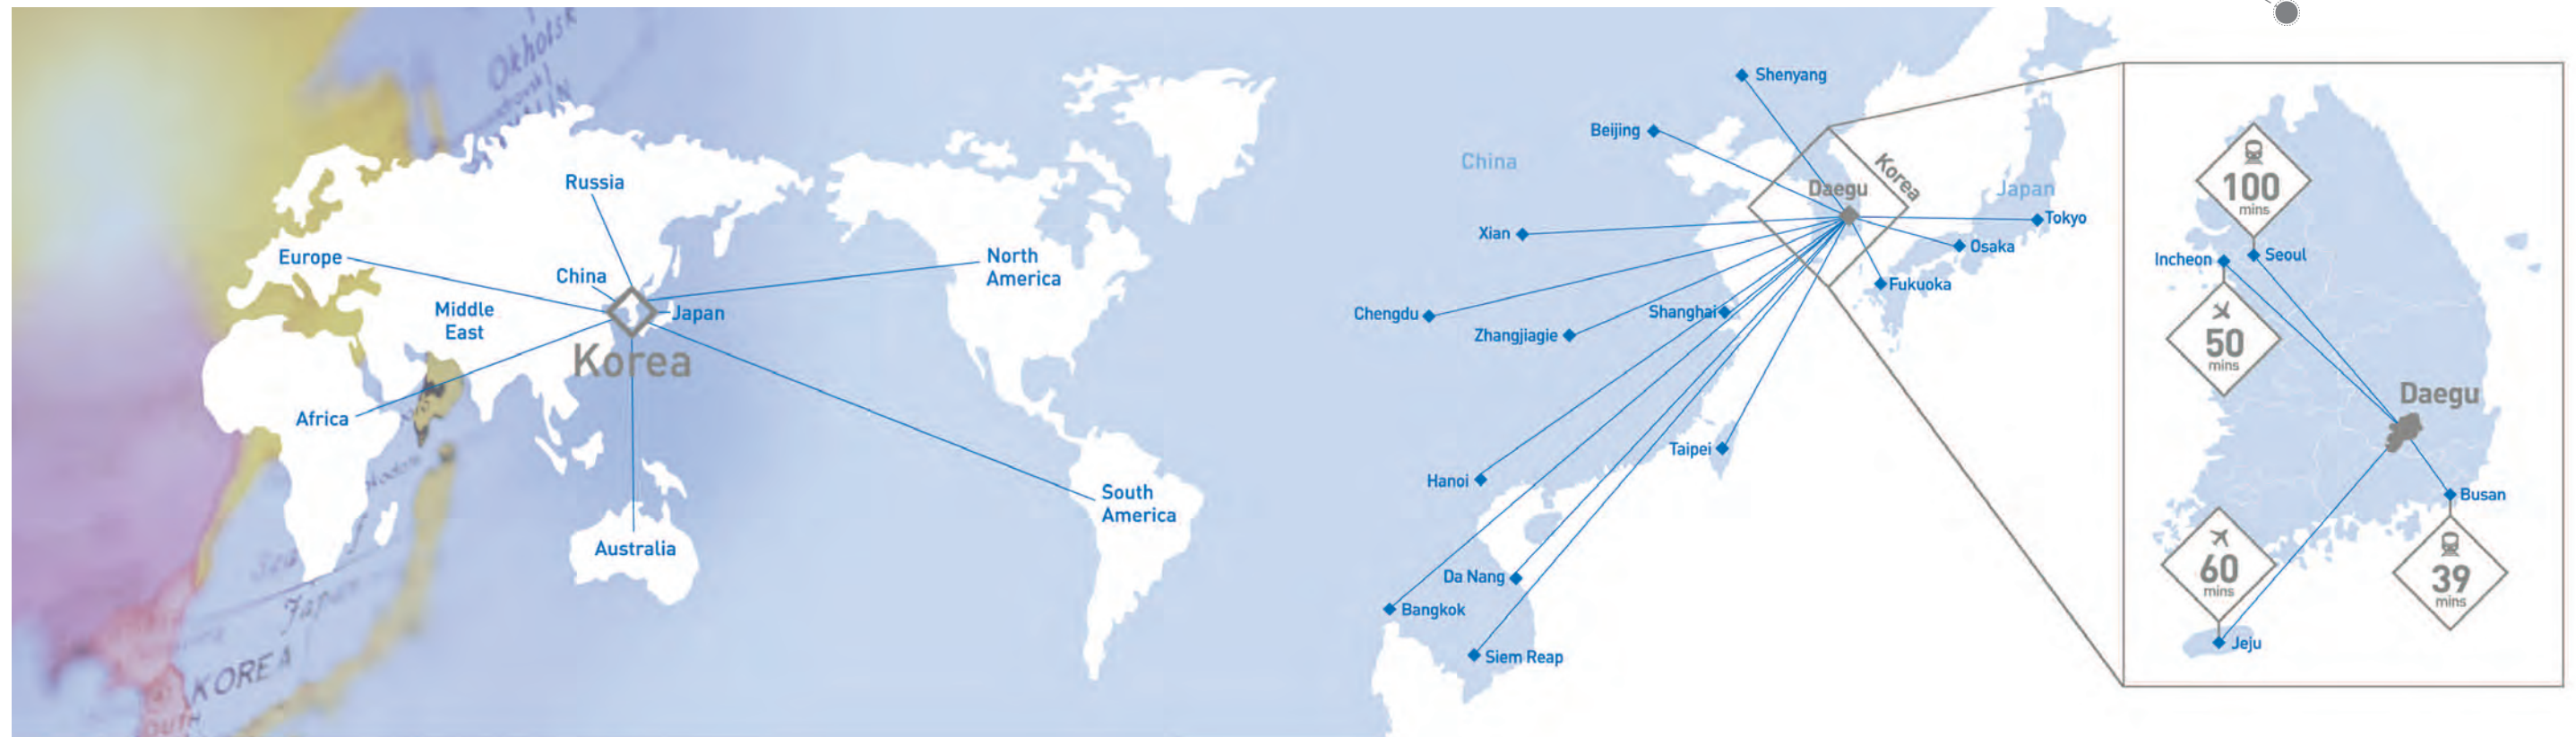 Okhotsk
Russia
Europe
China
North
America
Middle
East
Japan
Korea
Africa
South
America
Australia
Japan
KOREA
Shenyang
Beijing
China
Korea
Daegu
Japan
Tokyo
Xian
Osaka
Fukuoka
Chengdu
Shanghai
Zhangjiagie
Taipei
Hanoi
Da Nang
Bangkok
Siem Reap
100
mins
Incheon
Seoul
50
mins
Daegu
Busan
60
mins
39
mins
Jeju